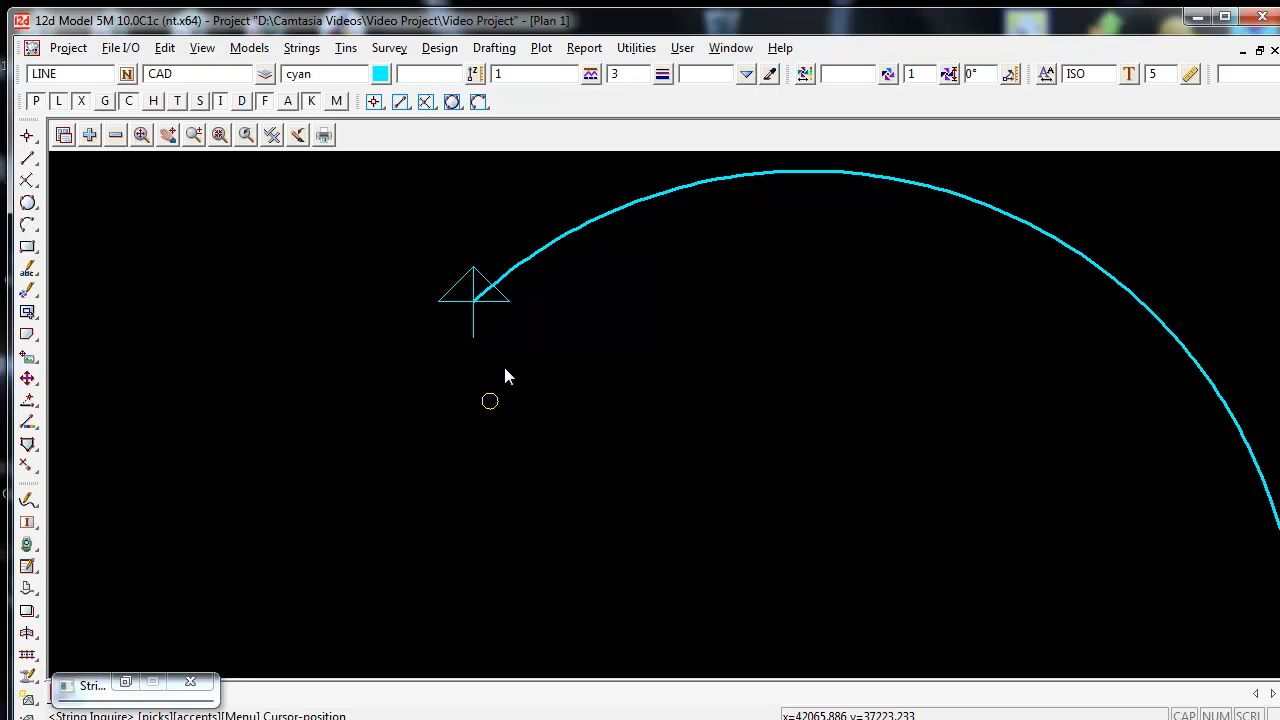 12d Model 5M 10.0C1c (nt.x64) - Project "D:\Camtasia Videos\Video Project\Video Project" - [Plan 1]
Project File I/O Edit View Models Strings Tins Survey Design Drafting Plot Report Utilities User Window Help
LINE N CAD cyan 1 3 1 0° ISO T 5
P L X G C H T S I D F A K M
abc
Stri...
<String Inquire> [picks][accepts][Menu] Cursor-position x=42065.886 y=37223.233 CAP NUM SCRL